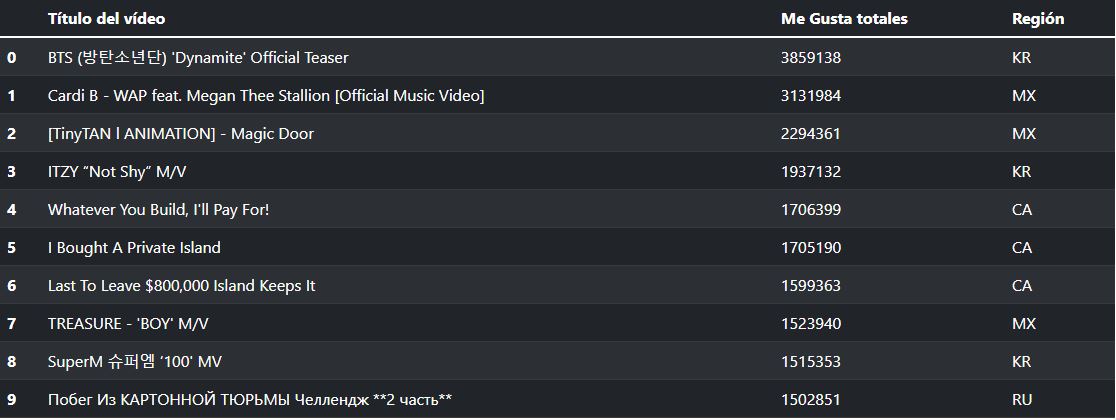 Título del vídeo Me Gusta totales Región
0 BTS (방탄소년단) 'Dynamite' Official Teaser 3859138 KR
1 Cardi B - WAP feat. Megan Thee Stallion [Official Music Video] 3131984 MX
2 [TinyTAN l ANIMATION] - Magic Door 2294361 MX
3 ITZY “Not Shy” M/V 1937132 KR
4 Whatever You Build, I'll Pay For! 1706399 CA
5 I Bought A Private Island 1705190 CA
6 Last To Leave $800,000 Island Keeps It 1599363 CA
7 TREASURE - 'BOY' M/V 1523940 MX
8 SuperM 슈퍼엠 ‘100’ MV 1515353 KR
9 Побег Из КАРТОННОЙ ТЮРЬМЫ Челлендж **2 часть** 1502851 RU